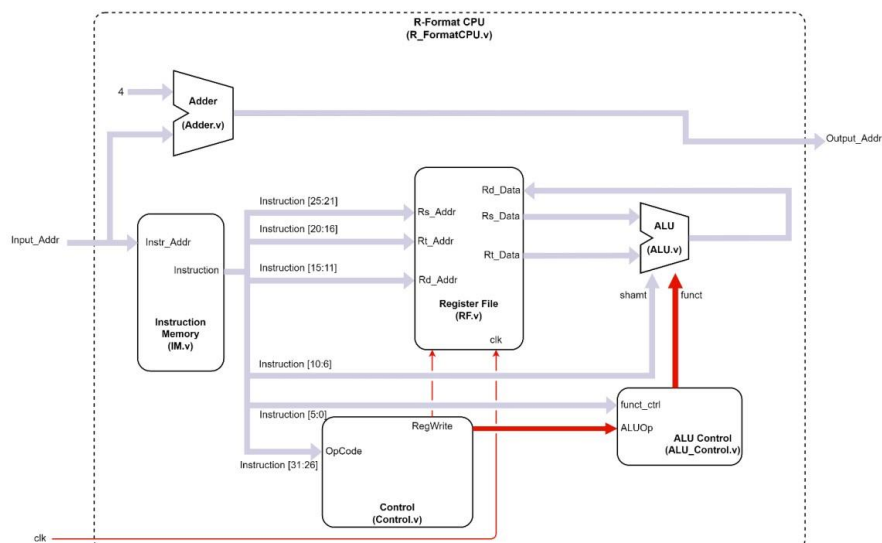 R-Format CPU
(R_FormatCPU.v)
4
Adder
(Adder.v)
Output_Addr
Input_Addr
Instr_Addr
Instruction
Instruction
Memory
(IM.v)
Instruction [25:21]
Instruction [20:16]
Instruction [15:11]
Rs_Addr
Rt_Addr
Rd_Addr
Rd_Data
Rs_Data
Rt_Data
Register File
(RF.v)
clk
ALU
(ALU.v)
shamt
funct
Instruction [10:6]
Instruction [5:0]
Instruction [31:26]
RegWrite
OpCode
Control
(Control.v)
funct_ctrl
ALUOp
ALU Control
(ALU_Control.v)
clk